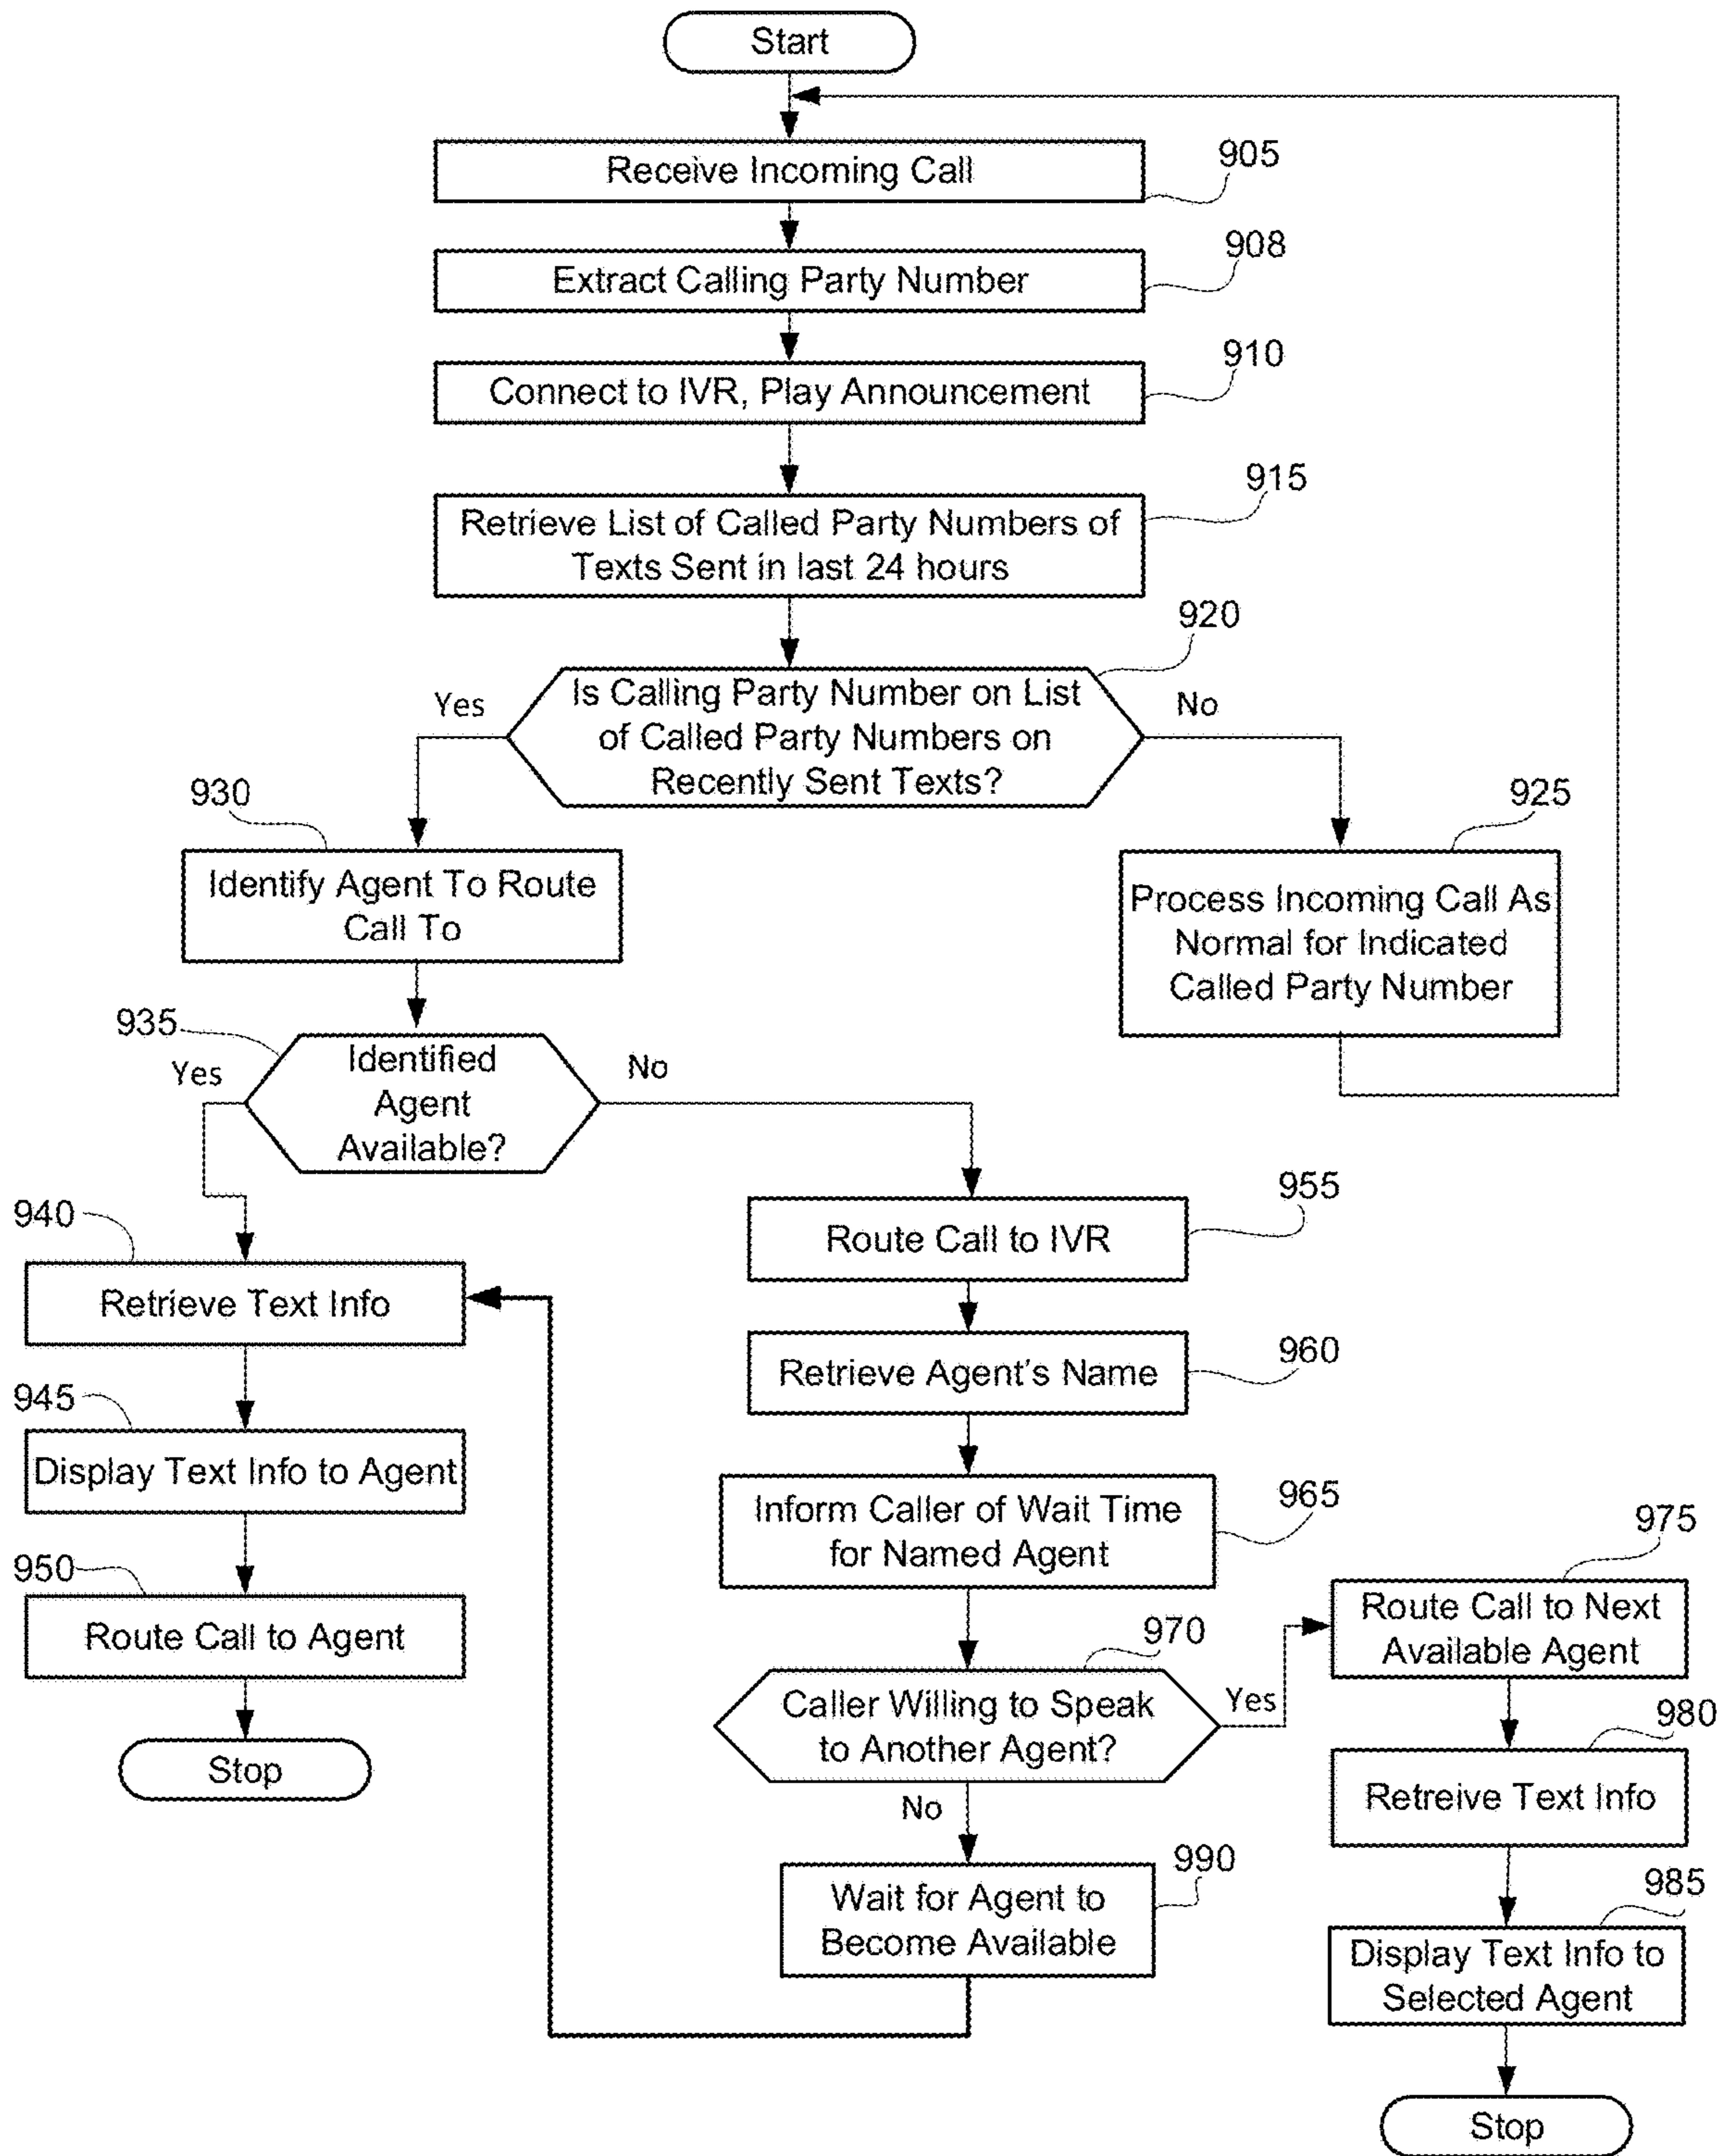 Start
Receive Incoming Call
905
Extract Calling Party Number
908
Connect to IVR, Play Announcement
910
Retrieve List of Called Party Numbers of
Texts Sent in last 24 hours
915
Is Calling Party Number on List
of Called Party Numbers on
Recently Sent Texts?
920
Yes
No
930
Identify Agent To Route
Call To
925
Process Incoming Call As
Normal for Indicated
Called Party Number
935
Identified
Agent
Available?
Yes
No
940
Retrieve Text Info
945
Display Text Info to Agent
950
Route Call to Agent
Stop
955
Route Call to IVR
960
Retrieve Agent's Name
965
Inform Caller of Wait Time
for Named Agent
970
Caller Willing to Speak
to Another Agent?
Yes
No
990
Wait for Agent to
Become Available
975
Route Call to Next
Available Agent
980
Retreive Text Info
985
Display Text Info to
Selected Agent
Stop